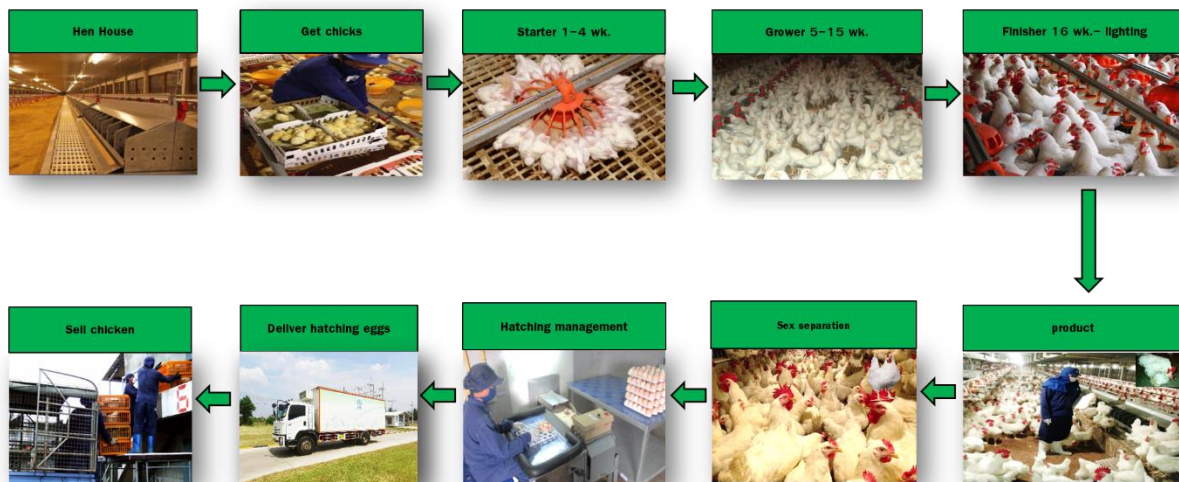 Hen House
Get chicks
Starter 1-4 wk.
Grower 5-15 wk.
Finisher 16 wk.- lighting
product
Sex separation
Hatching management
Deliver hatching eggs
Sell chicken